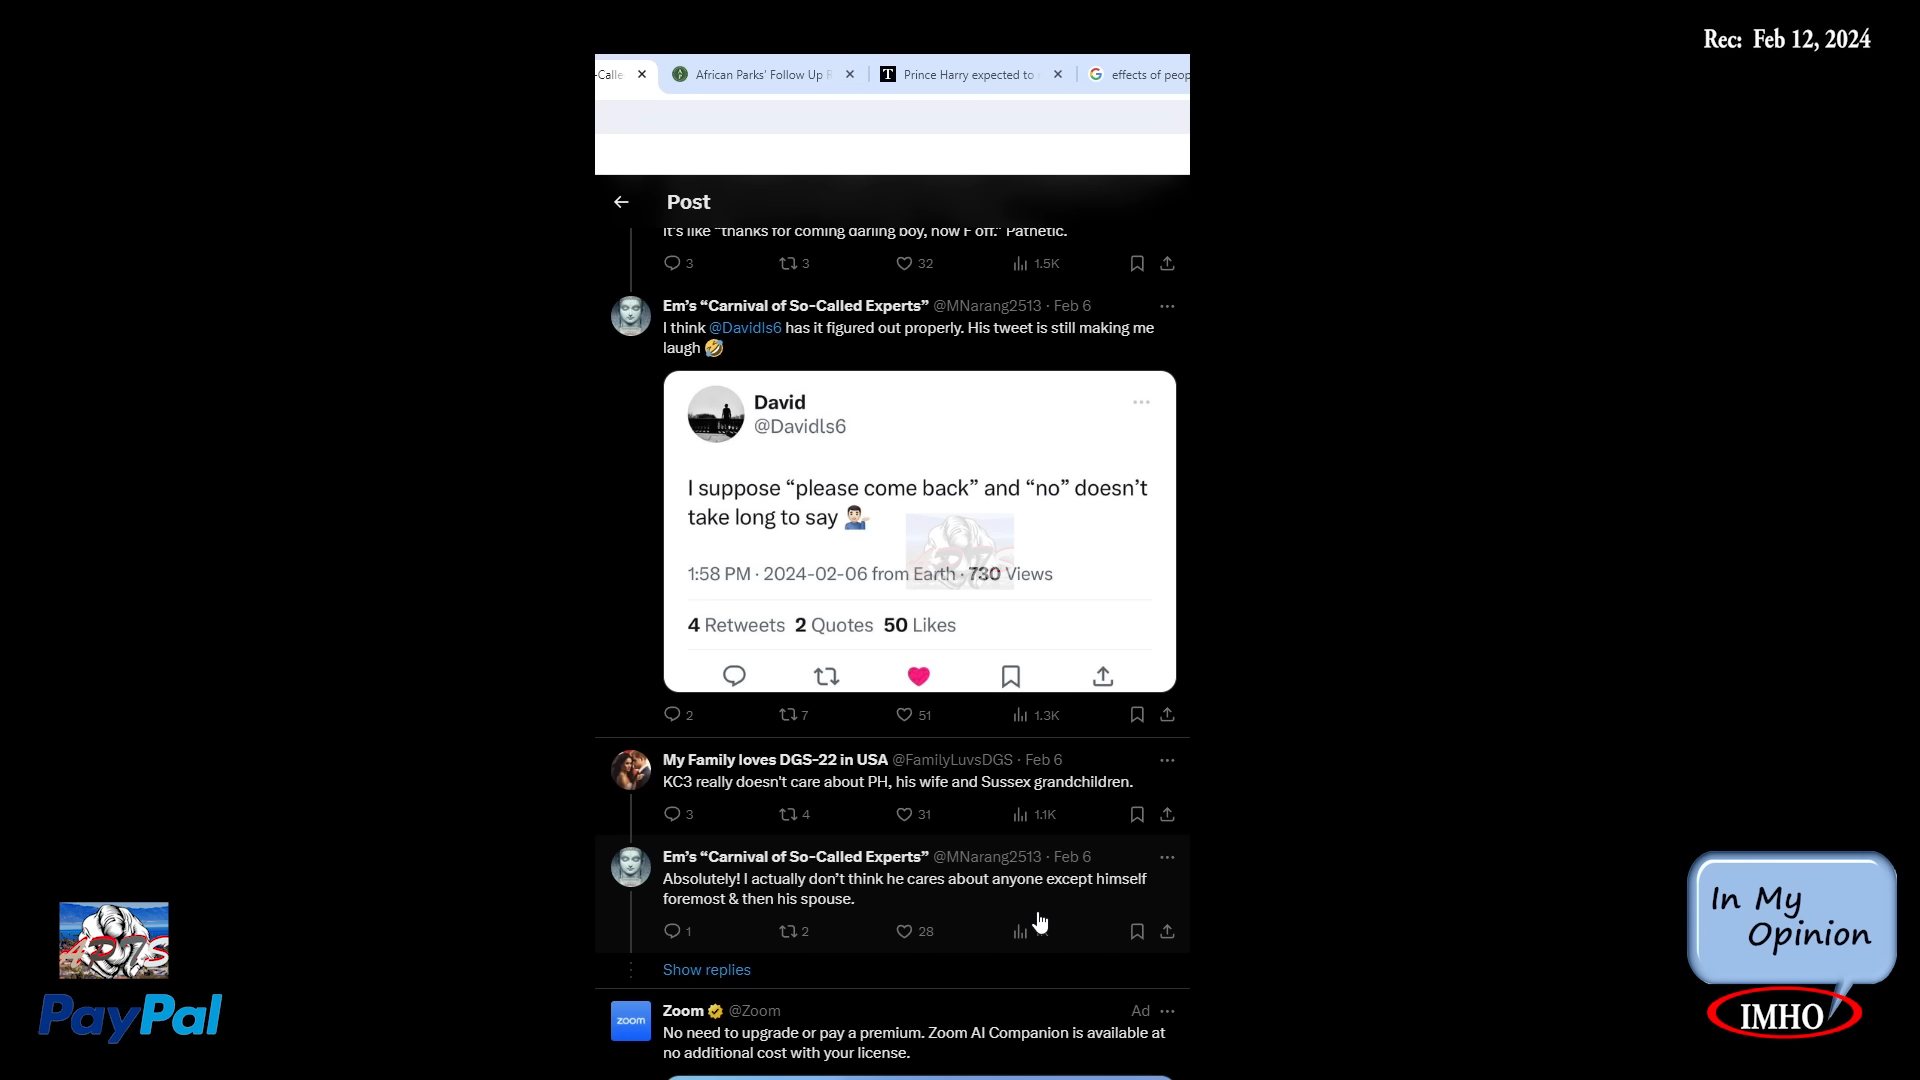 Rec: Feb 12, 2024
-Calle
African Parks' Follow Up
Prince Harry expected to
effects of peop
Post
It's like "thanks for coming darling boy, now F off." Pathetic.
3 3 32 1.5K
Em's “Carnival of So-Called Experts” @MNarang2513 · Feb 6
I think @Davidls6 has it figured out properly. His tweet is still making me
laugh 🤣
David
@Davidls6
I suppose “please come back” and “no” doesn’t
take long to say 💁🏻‍♂️
1:58 PM · 2024-02-06 from Earth · 730 Views
4 Retweets 2 Quotes 50 Likes
2 7 51 1.3K
My Family loves DGS-22 in USA @FamilyLuvsDGS · Feb 6
KC3 really doesn't care about PH, his wife and Sussex grandchildren.
3 4 31 1.1K
Em's “Carnival of So-Called Experts” @MNarang2513 · Feb 6
Absolutely! I actually don’t think he cares about anyone except himself
foremost & then his spouse.
1 2 28
Show replies
Zoom @Zoom Ad
zoom
No need to upgrade or pay a premium. Zoom AI Companion is available at
no additional cost with your license.
PayPal
In My
Opinion
IMHO